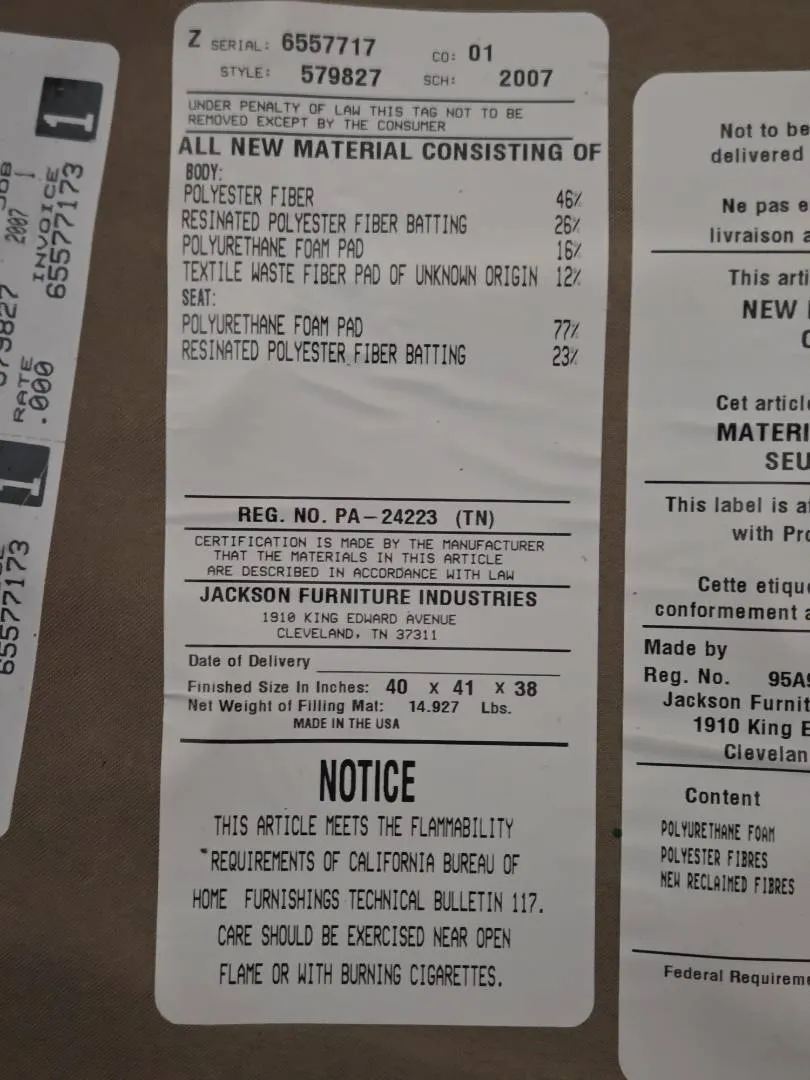 1
JOB
2007 1
INVOICE
65577173
RATE
.000
1
65577173
Z SERIAL: 6557717 CO: 01
STYLE: 579827 SCH: 2007
UNDER PENALTY OF LAW THIS TAG NOT TO BE
REMOVED EXCEPT BY THE CONSUMER
ALL NEW MATERIAL CONSISTING OF
BODY:
POLYESTER FIBER 46%
RESINATED POLYESTER FIBER BATTING 26%
POLYURETHANE FOAM PAD 16%
TEXTILE WASTE FIBER PAD OF UNKNOWN ORIGIN 12%
SEAT:
POLYURETHANE FOAM PAD 77%
RESINATED POLYESTER FIBER BATTING 23%
REG. NO. PA-24223 (TN)
CERTIFICATION IS MADE BY THE MANUFACTURER
THAT THE MATERIALS IN THIS ARTICLE
ARE DESCRIBED IN ACCORDANCE WITH LAW
JACKSON FURNITURE INDUSTRIES
1910 KING EDWARD AVENUE
CLEVELAND, TN 37311
Date of Delivery
Finished Size In Inches: 40 X 41 X 38
Net Weight of Filling Mat: 14.927 Lbs.
MADE IN THE USA
NOTICE
THIS ARTICLE MEETS THE FLAMMABILITY
REQUIREMENTS OF CALIFORNIA BUREAU OF
HOME FURNISHINGS TECHNICAL BULLETIN 117.
CARE SHOULD BE EXERCISED NEAR OPEN
FLAME OR WITH BURNING CIGARETTES.
Not to be
delivered
Ne pas
livraison
This
NEW
Cet
MATERI
SEU
This label is
with
Cette
conformement
Made by
Reg. No. 95A
Jackson Furnit
1910 King E
Clevelan
Content
POLYURETHANE FOAM
POLYESTER FIBRES
NEW RECLAIMED FIBRES
Federal Requirem